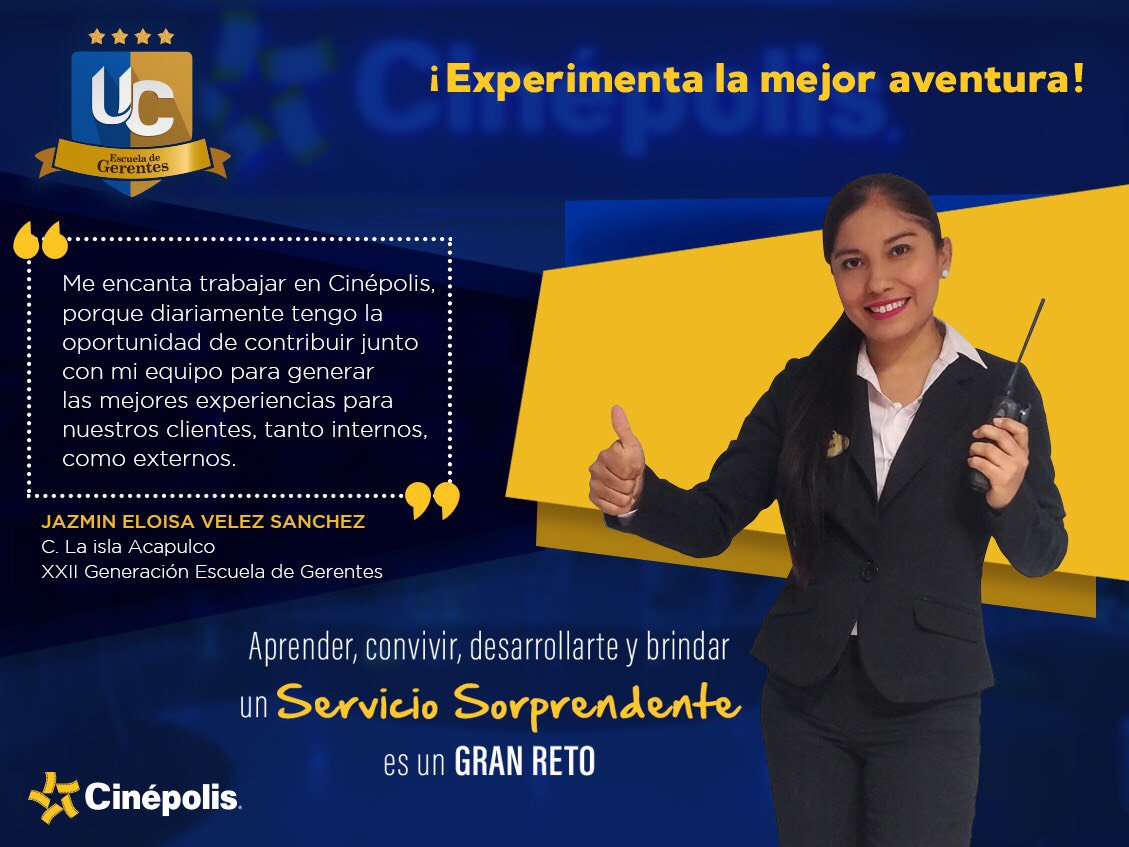 UC
Escuela de
Gerentes
Cinépolis.
¡Experimenta la mejor aventura!
Me encanta trabajar en Cinépolis,
porque diariamente tengo la
oportunidad de contribuir junto
con mi equipo para generar
las mejores experiencias para
nuestros clientes, tanto internos,
como externos.
JAZMIN ELOISA VELEZ SANCHEZ
C. La isla Acapulco
XXII Generación Escuela de Gerentes
Aprender, convivir, desarrollarte y brindar
un Servicio Sorprendente
es un GRAN RETO
Cinépolis®